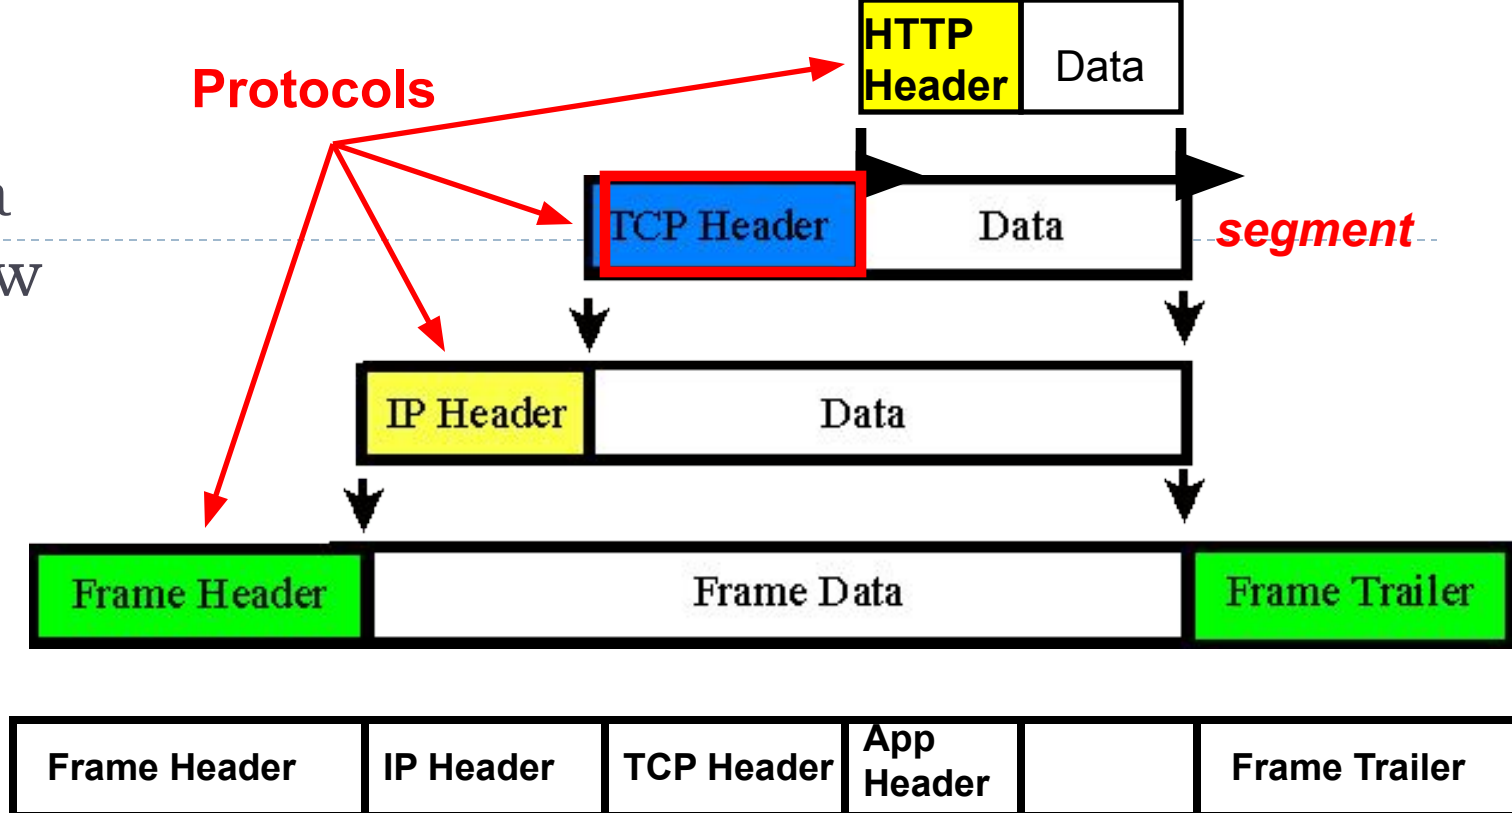 HTTP
Header
Data
Protocols
TCP Header
Data
segment
w
IP Header
Data
Frame Header
Frame Data
Frame Trailer
Frame Header
IP Header
TCP Header
App
Header
Frame Trailer